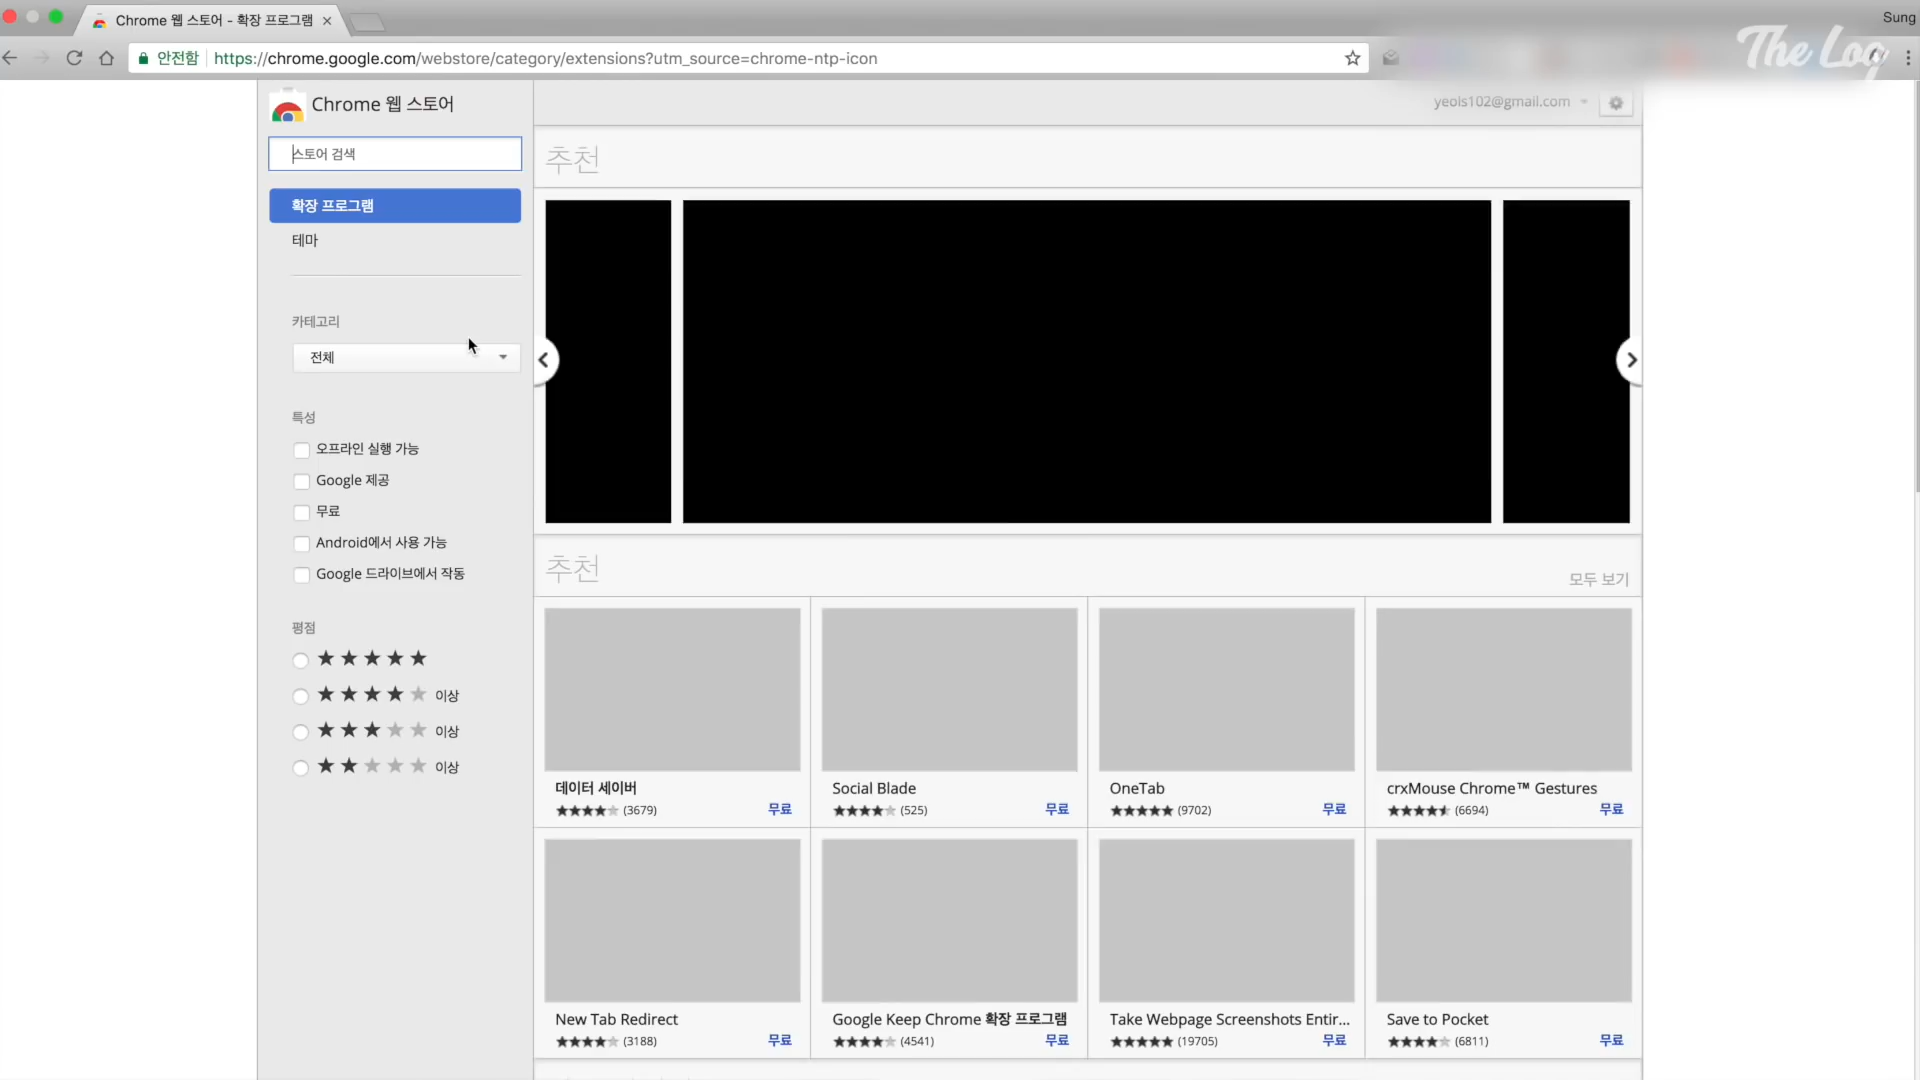 Chrome 웹 스토어 - 확장 프로그램
Sung
안전함
https://chrome.google.com/webstore/category/extensions?utm_source=chrome-ntp-icon
The Log
Chrome 웹 스토어
yeols102@gmail.com
스토어 검색
확장 프로그램
테마
카테고리
전체
특성
오프라인 실행 가능
Google 제공
무료
Android에서 사용 가능
Google 드라이브에서 작동
평점
이상
이상
이상
추천
추천
모두 보기
데이터 세이버
(3679) 무료
Social Blade
(525) 무료
OneTab
(9702) 무료
crxMouse Chrome™ Gestures
(6694) 무료
New Tab Redirect
(3188) 무료
Google Keep Chrome 확장 프로그램
(4541) 무료
Take Webpage Screenshots Entir...
(19705) 무료
Save to Pocket
(6811) 무료